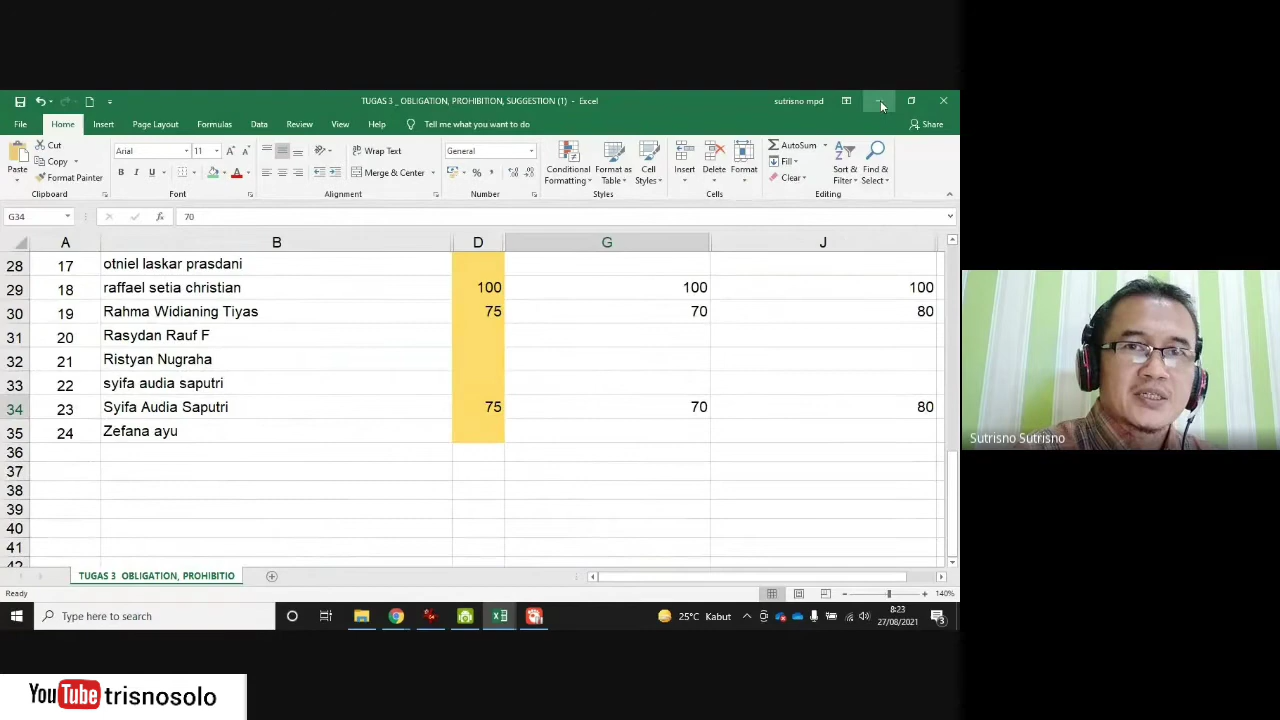 TUGAS 3 _ OBLIGATION, PROHIBITION, SUGGESTION (1) - Excel
sutrisno mpd
File Home Insert Page Layout Formulas Data Review View Help Tell me what you want to do Share
Paste
Cut
Copy
Format Painter
Clipboard
Arial 11
B I U
Font
Wrap Text
Merge & Center
Alignment
General
Number
Conditional Formatting
Format as Table
Cell Styles
Styles
Insert
Delete
Format
Cells
AutoSum
Fill
Clear
Sort & Filter
Find & Select
Editing
G34 fx 70
A B D G J
28 17 otniel laskar prasdani
29 18 raffael setia christian 100 100 100
30 19 Rahma Widianing Tiyas 75 70 80
31 20 Rasydan Rauf F
32 21 Ristyan Nugraha
33 22 syifa audia saputri
34 23 Syifa Audia Saputri 75 70 80
35 24 Zefana ayu
36
37
38
39
40
41
42
TUGAS 3 OBLIGATION, PROHIBITIO
Ready 140%
Type here to search
25°C Kabut
8:23
27/08/2021
3
Sutrisno Sutrisno
YouTube trisnosolo